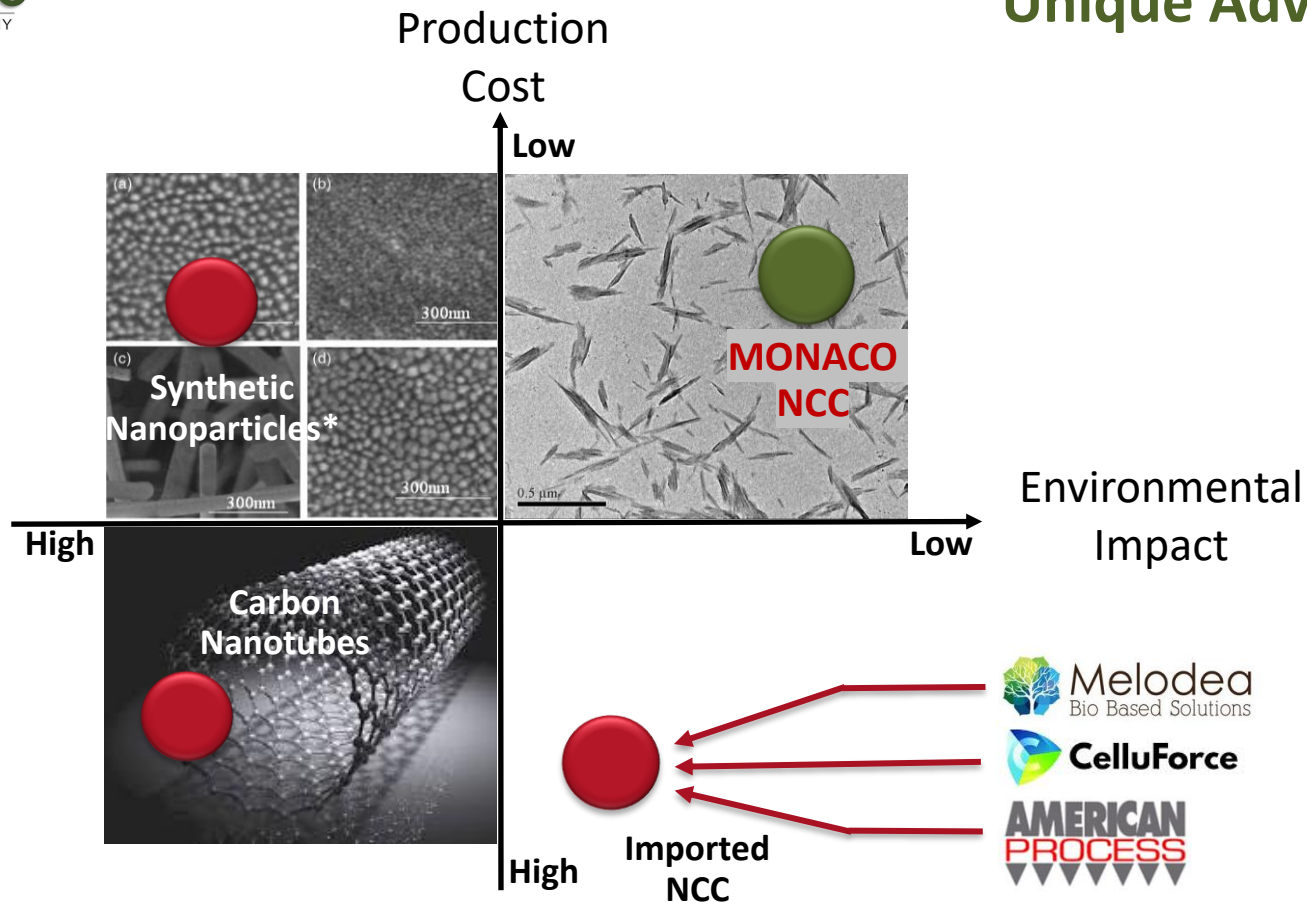 Production
Cost
Low
(a)
(b)
300nm
(c)
(d)
Synthetic
Nanoparticles*
300nm
300nm
MONACO
NCC
0.5 µm
Environmental
Impact
High
Low
Carbon
Nanotubes
Melodea
Bio Based Solutions
CelluForce
AMERICAN
PROCESS
High
Imported
NCC
Unique